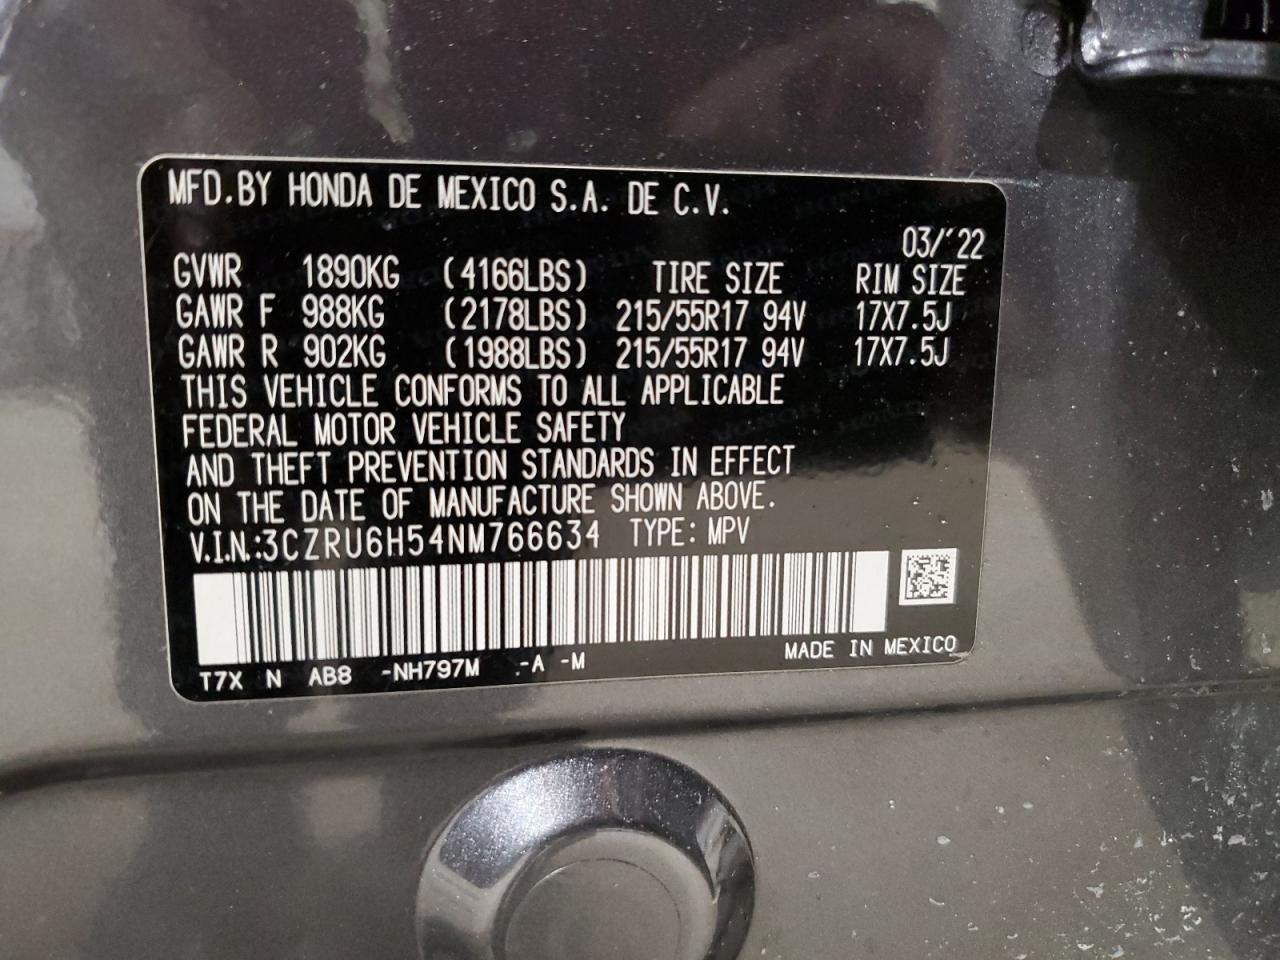 MFD.BY HONDA DE MEXICO S.A. DE C.V.
03/'22
GVWR 1890KG (4166LBS) TIRE SIZE RIM SIZE
GAWR F 988KG (2178LBS) 215/55R17 94V 17X7.5J
GAWR R 902KG (1988LBS) 215/55R17 94V 17X7.5J
THIS VEHICLE CONFORMS TO ALL APPLICABLE
FEDERAL MOTOR VEHICLE SAFETY
AND THEFT PREVENTION STANDARDS IN EFFECT
ON THE DATE OF MANUFACTURE SHOWN ABOVE.
V.I.N.:3CZRU6H54NM766634 TYPE: MPV
MADE IN MEXICO
T7X N AB8 -NH797M .-A -M